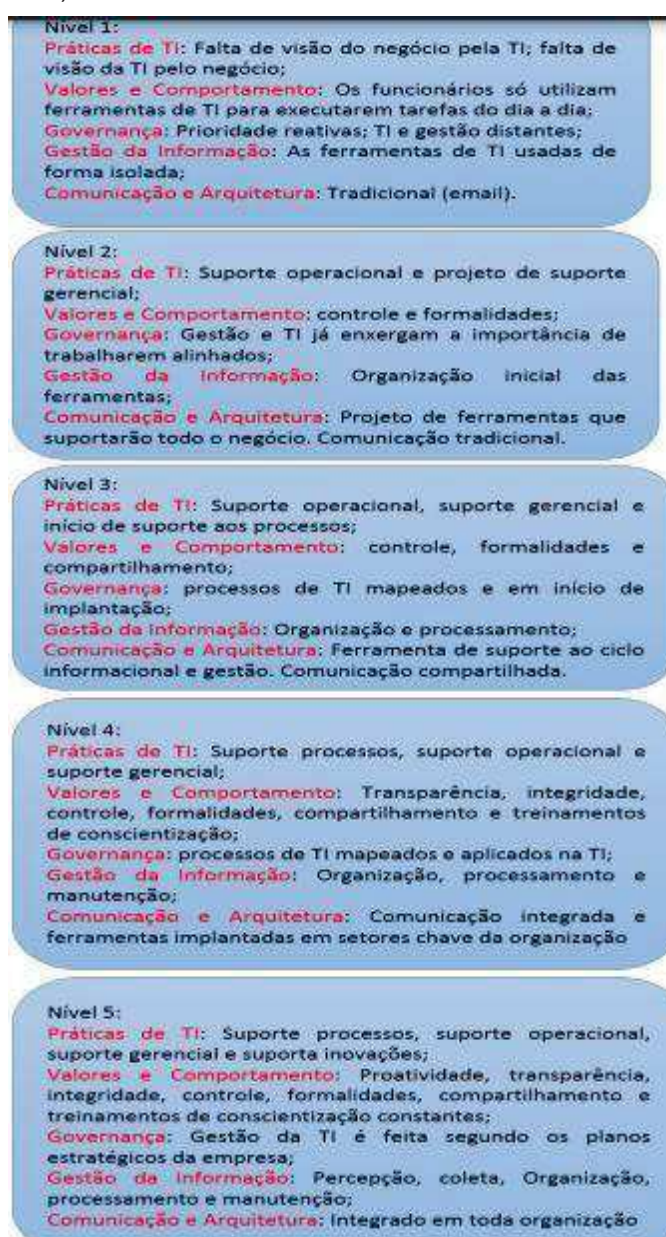 Nível 1:
Práticas de TI: Falta de visão do negócio pela TI; falta de
visão da TI pelo negócio;
Valores e Comportamento: Os funcionários só utilizam
ferramentas de TI para executarem tarefas do dia a dia;
Governança: Prioridade reativas; TI e gestão distantes;
Gestão da Informação: As ferramentas de TI usadas de
forma isolada;
Comunicação e Arquitetura: Tradicional (email).
Nível 2:
Práticas de TI: Suporte operacional e projeto de suporte
gerencial;
Valores e Comportamento: controle e formalidades;
Governança: Gestão e TI já enxergam a importância de
trabalharem alinhados;
Gestão da Informação: Organização inicial das
ferramentas;
Comunicação e Arquitetura: Projeto de ferramentas que
suportarão todo o negócio. Comunicação tradicional.
Nível 3:
Práticas de TI: Suporte operacional, suporte gerencial e
início de suporte aos processos;
Valores e Comportamento: controle, formalidades e
compartilhamento;
Governança: processos de TI mapeados e em início de
implantação;
Gestão da Informação: Organização e processamento;
Comunicação e Arquitetura: Ferramenta de suporte ao ciclo
informacional e gestão. Comunicação compartilhada.
Nível 4:
Práticas de TI: Suporte processos, suporte operacional e
suporte gerencial;
Valores e Comportamento: Transparência, integridade,
controle, formalidades, compartilhamento e treinamentos
de conscientização;
Governança: processos de TI mapeados e aplicados na TI;
Gestão da Informação: Organização, processamento e
manutenção;
Comunicação e Arquitetura: Comunicação integrada e
ferramentas implantadas em setores chave da organização
Nível 5:
Práticas de TI: Suporte processos, suporte operacional,
suporte gerencial e suporta inovações;
Valores e Comportamento: Proatividade, transparência,
integridade, controle, formalidades, compartilhamento e
treinamentos de conscientização constantes;
Governança: Gestão da TI é feita segundo os planos
estratégicos da empresa;
Gestão da Informação: Percepção, coleta, Organização,
processamento e manutenção;
Comunicação e Arquitetura: Integrado em toda organização